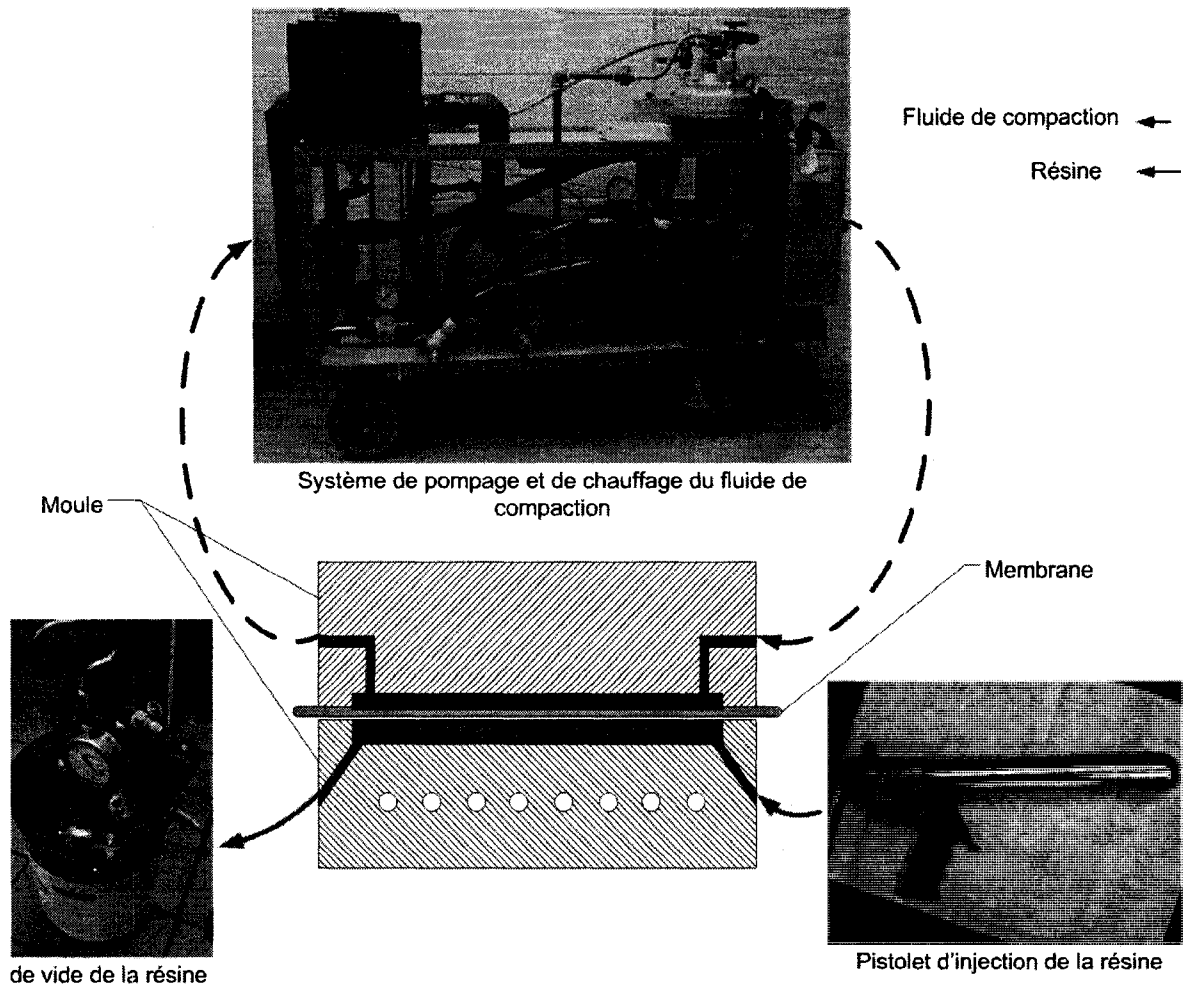 Fluide de compaction
Résine
Système de pompage et de chauffage du fluide de
compaction
Moule
Membrane
de vide de la résine
Pistolet d'injection de la résine